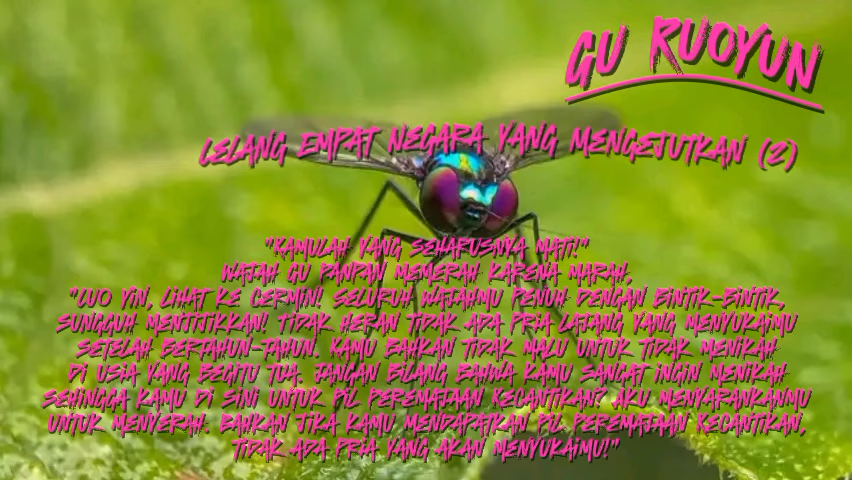 GU RUOYUN
LELANG EMPAT NEGARA YANG MENGEJUTKAN (2)
"KAMULAH YANG SEHARUSNYA MATI!"
WAJAH GU PANPAN MEMERAH KARENA MARAH,
"LUO YIN, LIHAT KE CERMIN! SELURUH WAJAHMU PENUH DENGAN BINTIK-BINTIK,
SUNGGUH MENJIJIKKAN! TIDAK HERAN TIDAK ADA PRIA LAJANG YANG MENYUKAIMU
SETELAH BERTAHUN-TAHUN. KAMU BAHKAN TIDAK MALU UNTUK TIDAK MENIKAH
DI USIA YANG BEGITU TUA. JANGAN BILANG BAHWA KAMU SANGAT INGIN MENIKAH
SEHINGGA KAMU DI SINI UNTUK PIL PEREMAJAAN KECANTIKAN? AKU MENYARANKANMU
UNTUK MENYERAH. BAHKAN JIKA KAMU MENDAPATKAN PIL PEREMAJAAN KECANTIKAN,
TIDAK ADA PRIA YANG AKAN MENYUKAIMU!"